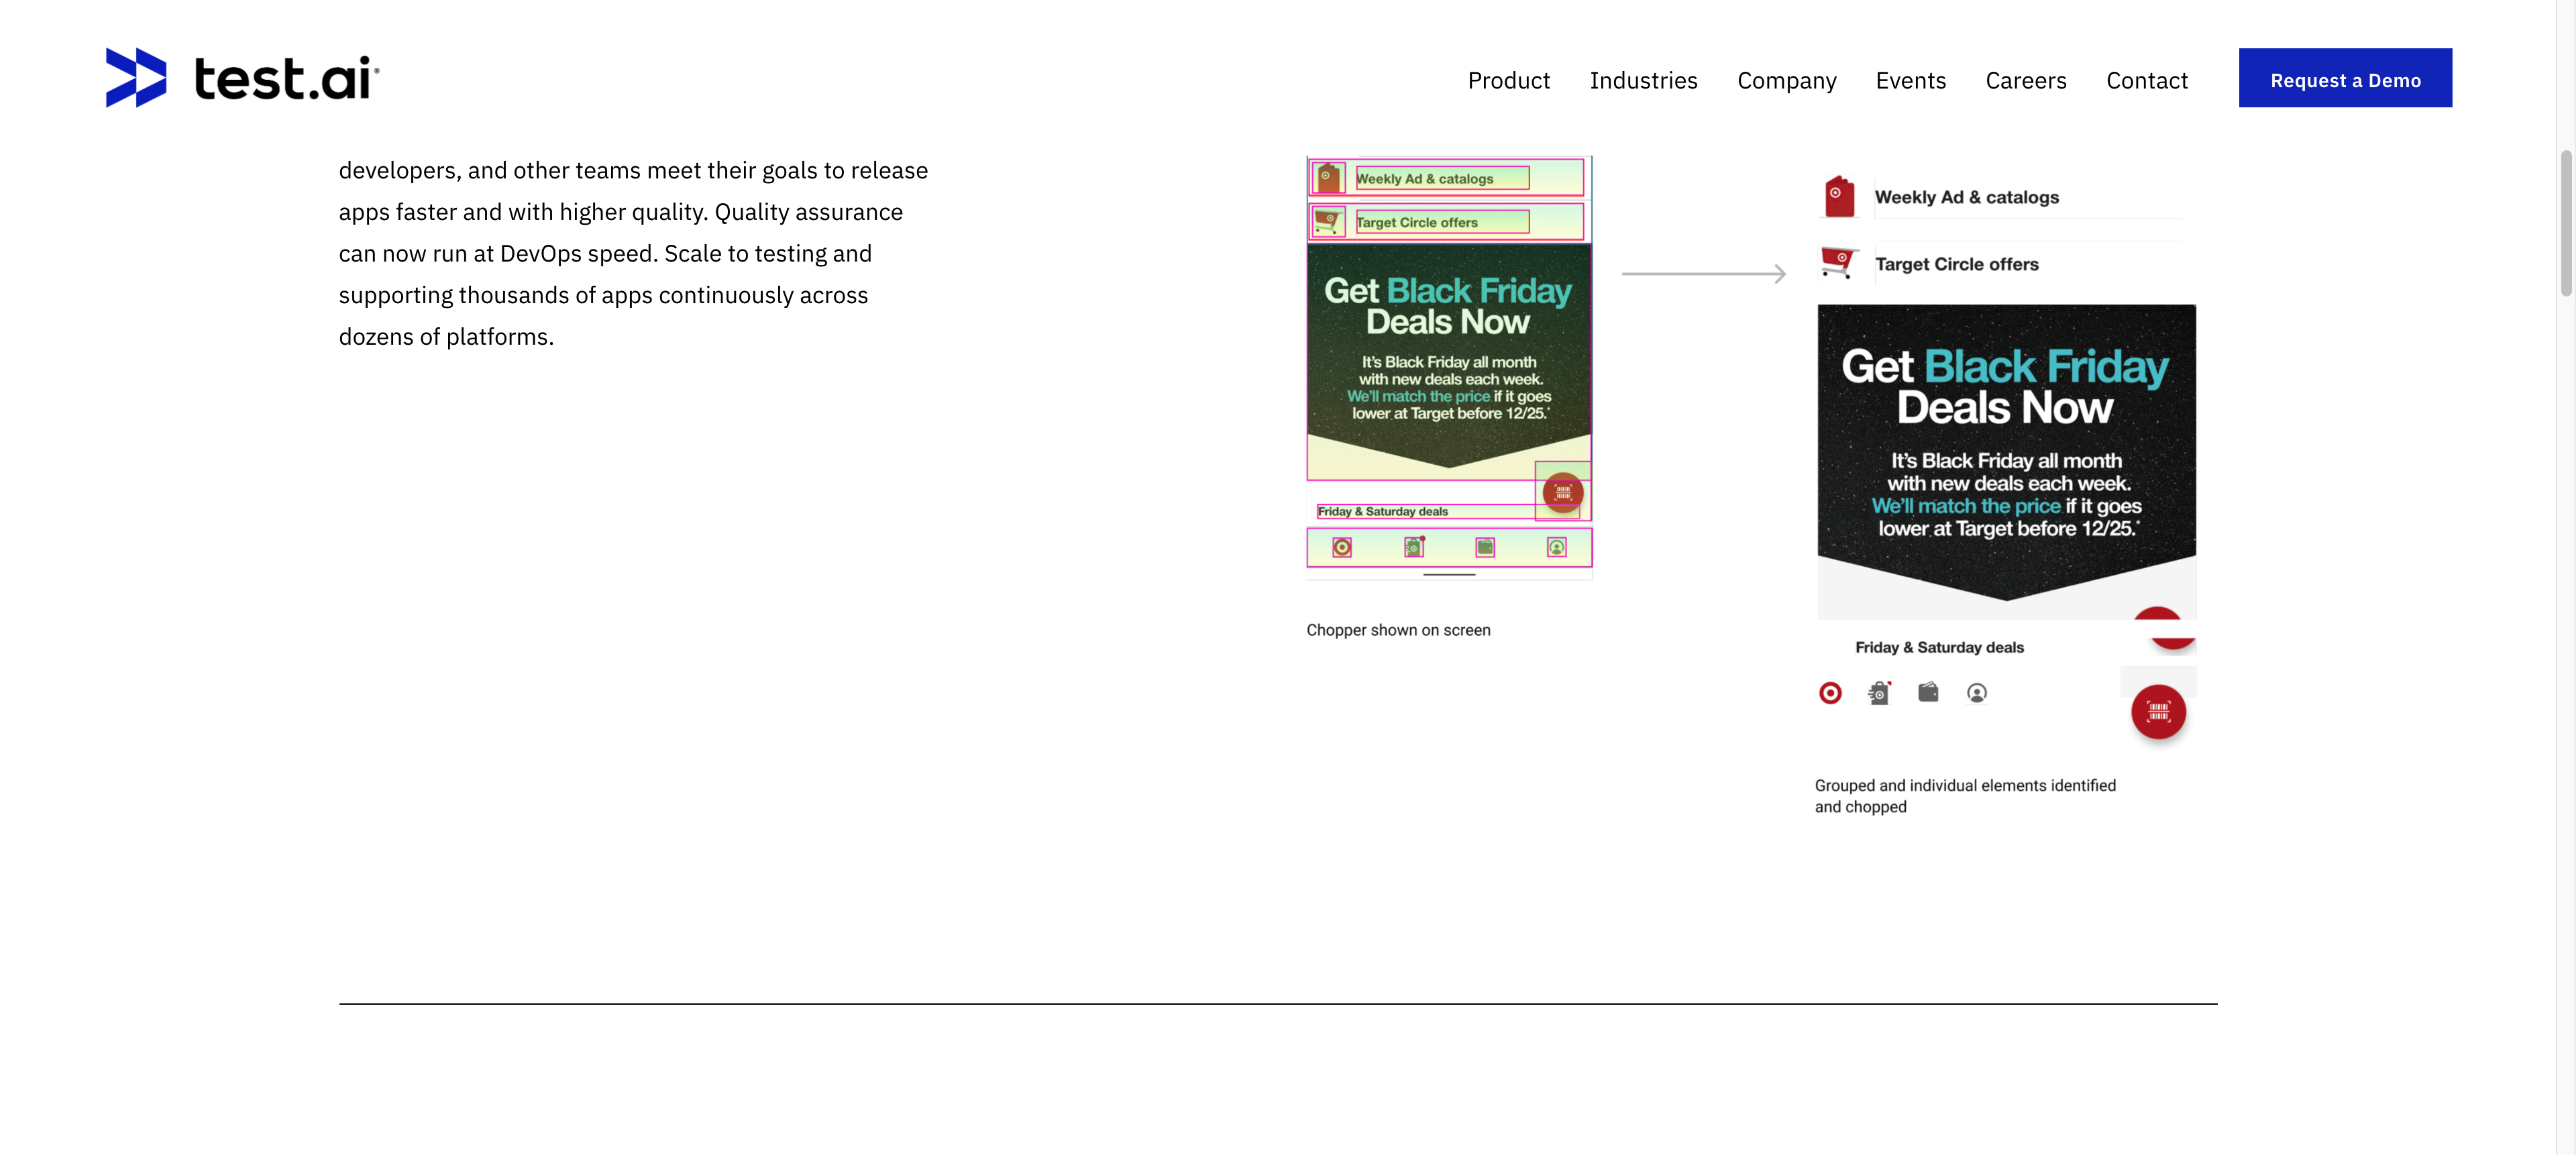 test.ai
Product
Industries
Company
Events
Careers
Contact
Request a Demo
developers, and other teams meet their goals to release
apps faster and with higher quality. Quality assurance
can now run at DevOps speed. Scale to testing and
supporting thousands of apps continuously across
dozens of platforms.
Weekly Ad & catalogs
Target Circle offers
Get Black Friday
Deals Now
It's Black Friday all month
with new deals each week.
We'll match the price if it goes
lower at Target before 12/25.*
Friday & Saturday deals
Chopper shown on screen
Weekly Ad & catalogs
Target Circle offers
Get Black Friday
Deals Now
It's Black Friday all month
with new deals each week.
We'll match the price if it goes
lower at Target before 12/25.*
Friday & Saturday deals
Grouped and individual elements identified
and chopped